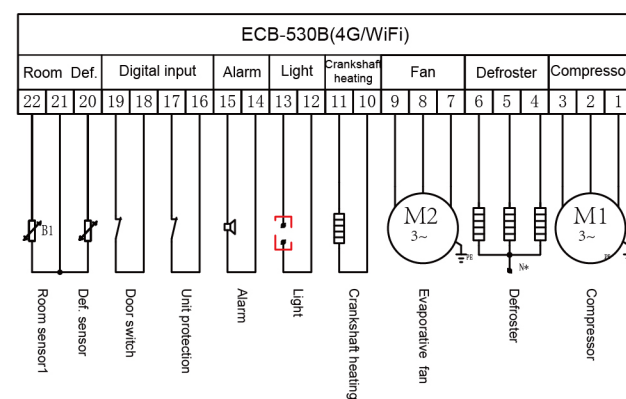 ECB-530B(4G/WiFi)
Room Def. Digital input Alarm Light Crankshaft heating Fan Defroster Compresso
22 21 20 19 18 17 16 15 14 13 12 11 10 9 8 7 6 5 4 3 2 1
B1
M2
3~
PE
N*
M1
3~
PE
Room sensor1
Def. sensor
Door switch
Unit protection
Alarm
Light
Crankshaft heating
Evaporative fan
Defroster
Compressor